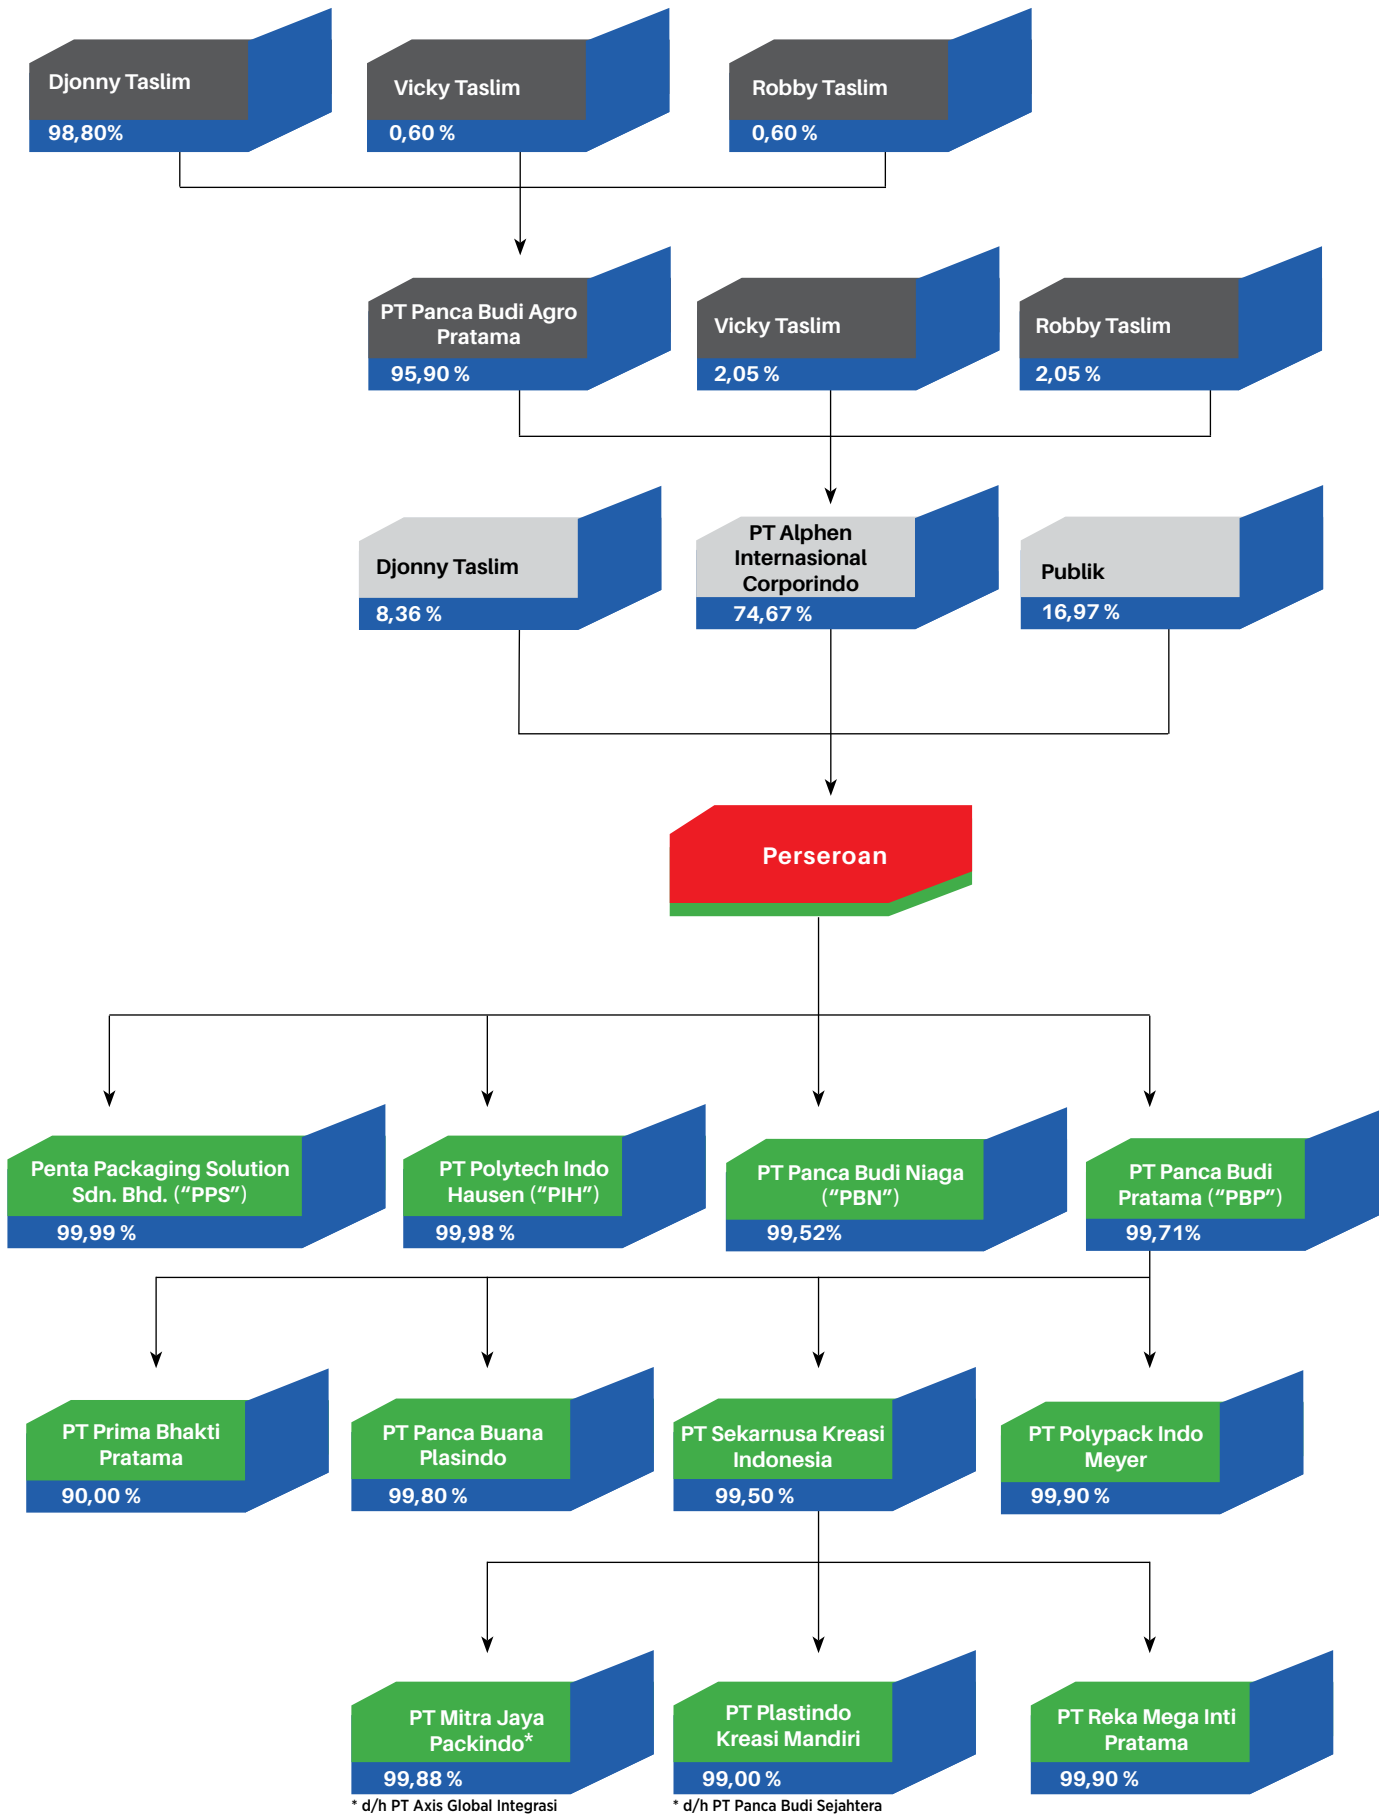 Djonny Taslim
98,80%
Vicky Taslim
0,60 %
Robby Taslim
0,60 %
PT Panca Budi Agro
Pratama
95,90 %
Vicky Taslim
2,05 %
Robby Taslim
2,05 %
Djonny Taslim
8,36 %
PT Alphen
Internasional
Corporindo
74,67 %
Publik
16,97 %
Perseroan
Penta Packaging Solution
Sdn. Bhd. (“PPS”)
99,99 %
PT Polytech Indo
Hausen (“PIH”)
99,98 %
PT Panca Budi Niaga
(“PBN”)
99,52%
PT Panca Budi
Pratama (“PBP”)
99,71%
PT Prima Bhakti
Pratama
90,00 %
PT Panca Buana
Plasindo
99,80 %
PT Sekarnusa Kreasi
Indonesia
99,50 %
PT Polypack Indo
Meyer
99,90 %
PT Mitra Jaya
Packindo*
99,88 %
* d/h PT Axis Global Integrasi
PT Plastindo
Kreasi Mandiri
99,00 %
* d/h PT Panca Budi Sejahtera
PT Reka Mega Inti
Pratama
99,90 %